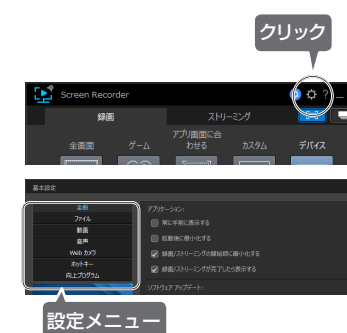 クリック
Screen Recorder
?
録画
ストリーミング
全画面
ゲーム
アプリ画面に合
わせる
カスタム
デバイス
基本設定
全般
ファイル
動画
音声
Web カメラ
ホットキー
向上プログラム
アプリケーション:
常に手前に表示する
起動後に最小化する
録画/ストリーミングの開始時に最小化する
録画/ストリーミングが完了したら表示する
ソフトウェア アップデート:
設定メニュー